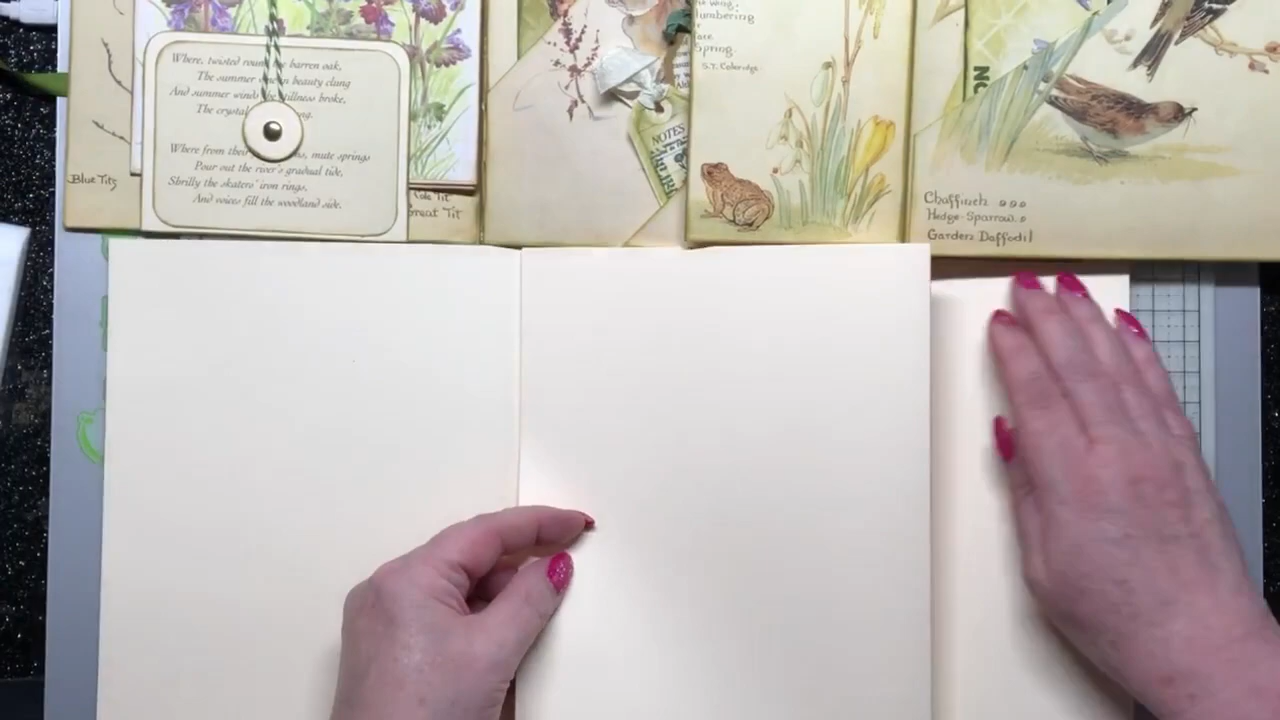 Where, twisted round the barren oak,
The summer in beauty clung
And summer winds the stillness broke,
The crystal
Where from their mute springs
Pour out the river's gradual tide,
Shrilly the skaters' iron rings,
And voices fill the woodland side.
Blue Tits
Tit
Great Tit
NOTES
wing,
Slumbering
face
Spring.
S.T. Coleridge
NO
Chaffinch
Hedge-Sparrow
Garden Daffodil